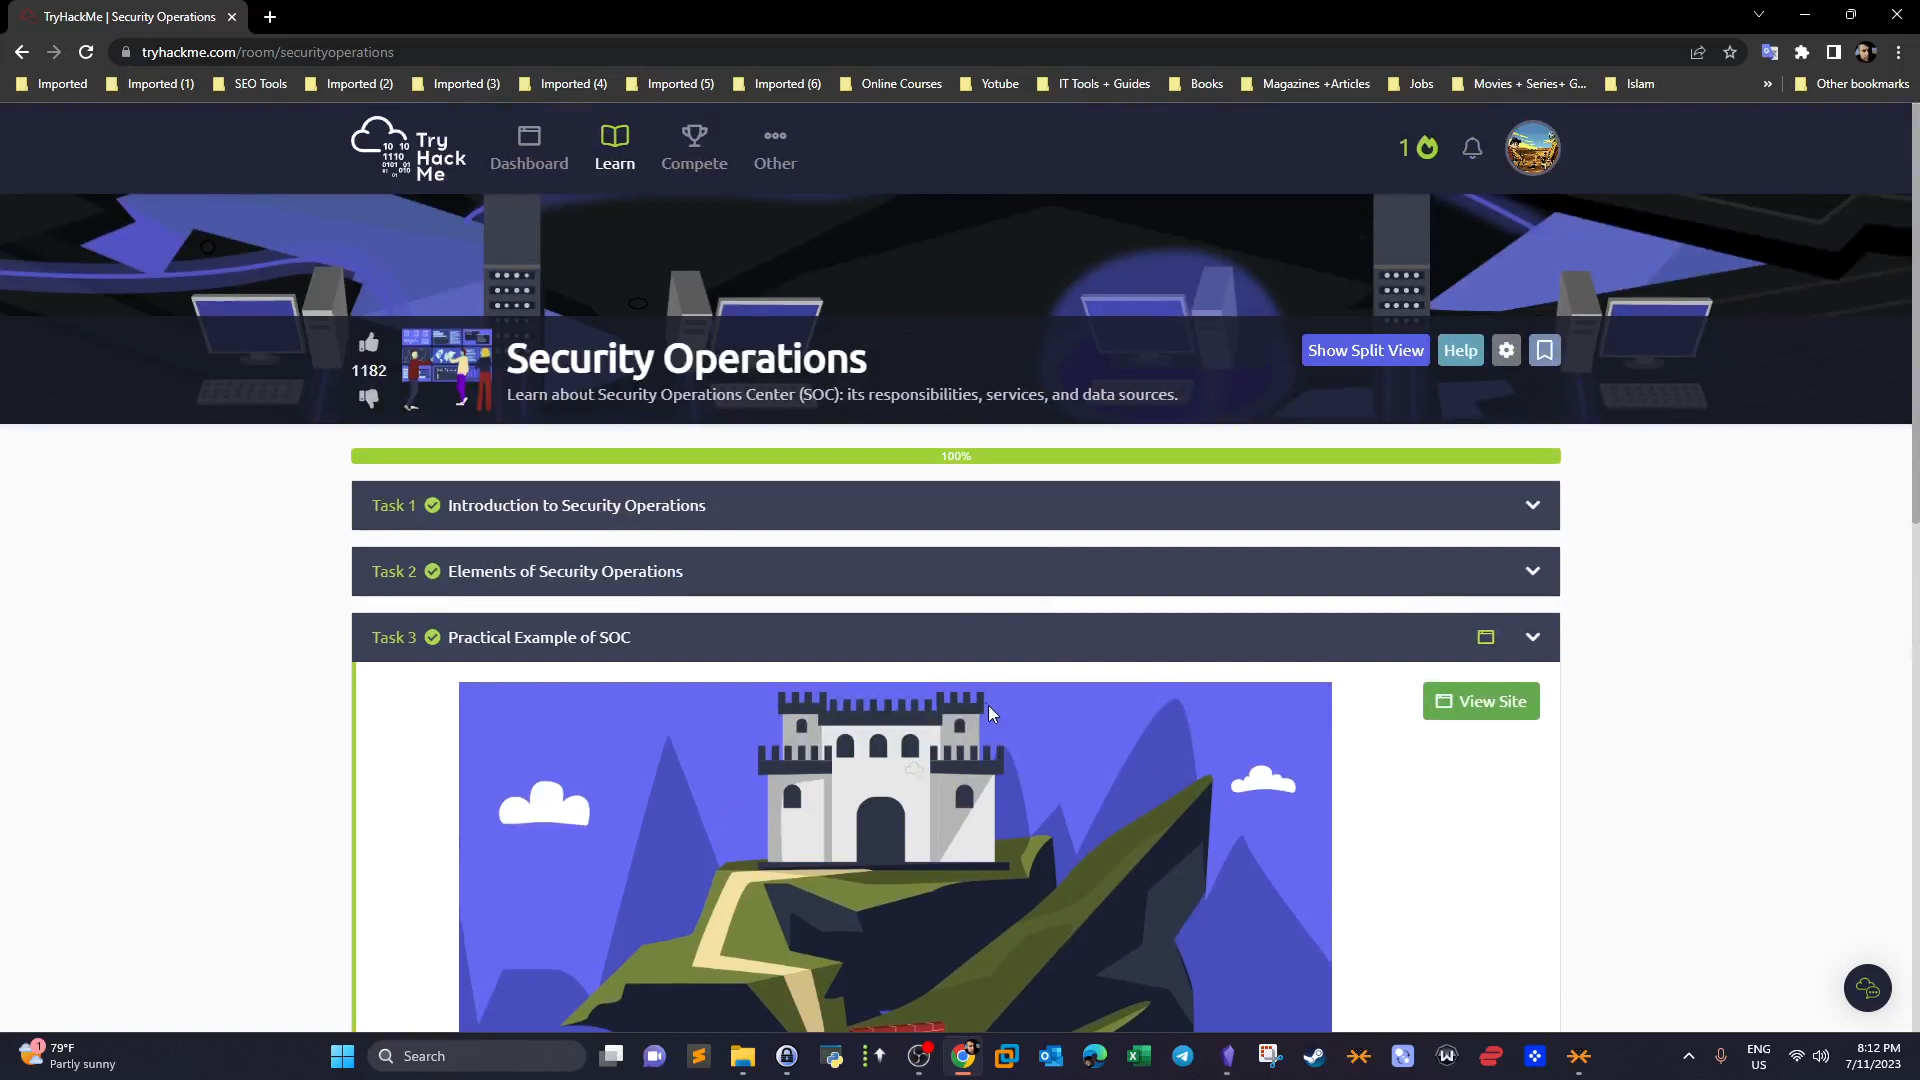 TryHackMe | Security Operations
tryhackme.com/room/securityoperations
Imported
Imported (1)
SEO Tools
Imported (2)
Imported (3)
Imported (4)
Imported (5)
Imported (6)
Online Courses
Yotube
IT Tools + Guides
Books
Magazines +Articles
Jobs
Movies + Series+ G...
Islam
»
Other bookmarks
Try
Hack
Me
Dashboard
Learn
Compete
Other
1
1182
Security Operations
Learn about Security Operations Center (SOC): its responsibilities, services, and data sources.
Show Split View
Help
100%
Task 1 Introduction to Security Operations
Task 2 Elements of Security Operations
Task 3 Practical Example of SOC
View Site
1
79°F
Partly sunny
Search
ENG
US
8:12 PM
7/11/2023